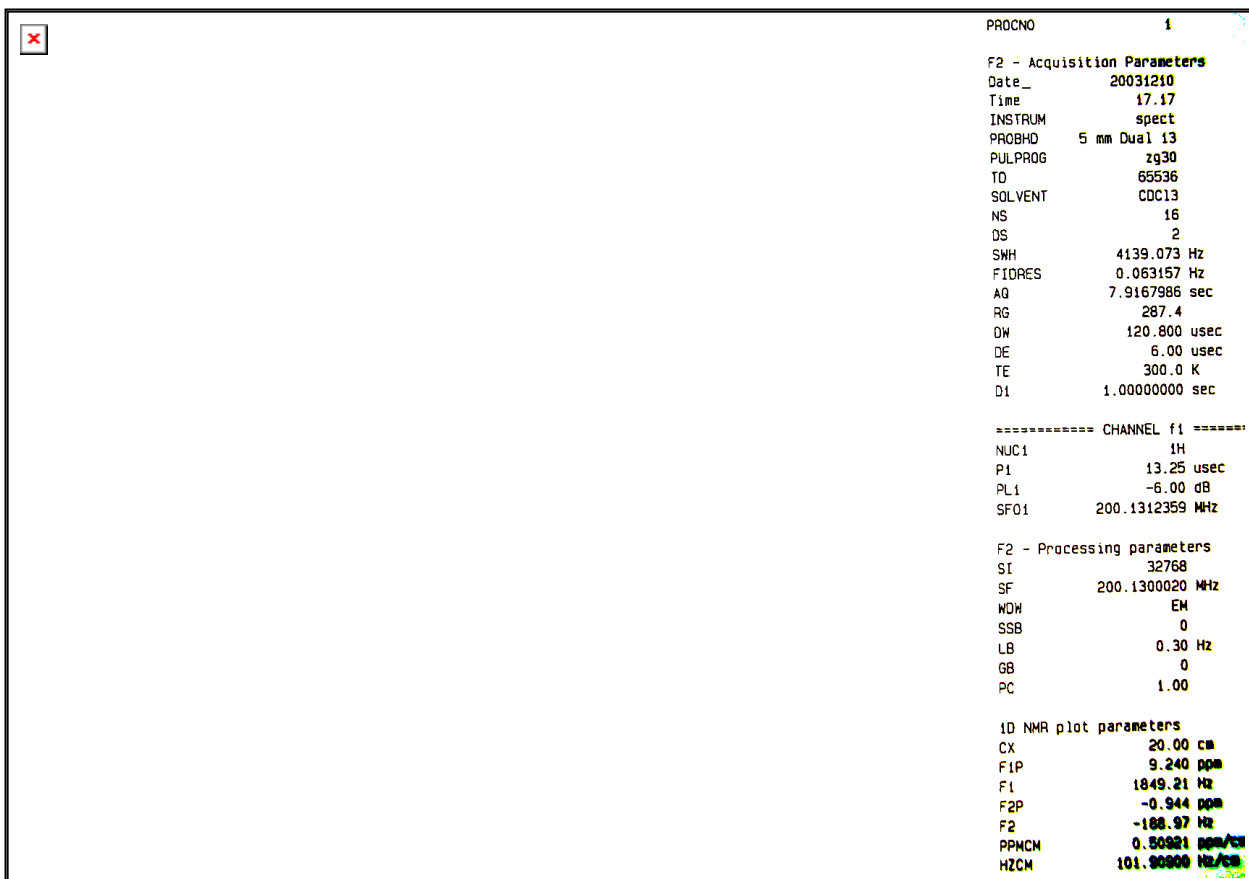 PROCNO 1
F2 - Acquisition Parameters
Date_ 20031210
Time 17.17
INSTRUM spect
PROBHD 5 mm Dual 13
PULPROG zg30
TD 65536
SOLVENT CDCl3
NS 16
DS 2
SWH 4139.073 Hz
FIDRES 0.063157 Hz
AQ 7.9167986 sec
RG 287.4
DW 120.800 usec
DE 6.00 usec
TE 300.0 K
D1 1.00000000 sec
============ CHANNEL f1 =======
NUC1 1H
P1 13.25 usec
PL1 -6.00 dB
SFO1 200.1312359 MHz
F2 - Processing parameters
SI 32768
SF 200.1300020 MHz
WDW EM
SSB 0
LB 0.30 Hz
GB 0
PC 1.00
1D NMR plot parameters
CX 20.00 cm
F1P 9.240 ppm
F1 1849.21 Hz
F2P -0.944 ppm
F2 -188.97 Hz
PPMCM 0.50921 ppm/cm
HZCM 101.90900 Hz/cm